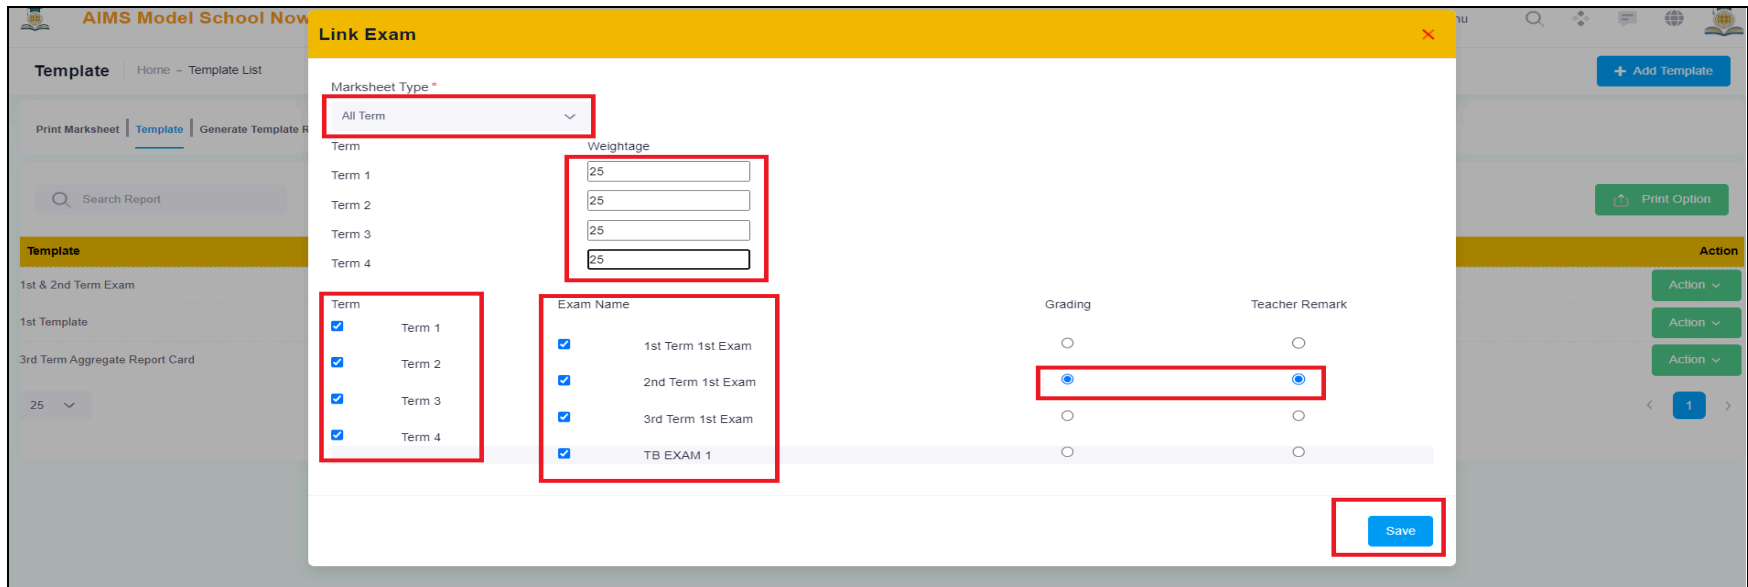 AIMS Model School Now
nu
Link Exam
Template
Home - Template List
+ Add Template
Marksheet Type *
All Term
Print Marksheet
Template
Generate Template R
Term Weightage
Term 1 25
Term 2 25
Term 3 25
Term 4 25
Search Report
Print Option
Template
Action
1st & 2nd Term Exam
Action
1st Template
Action
3rd Term Aggregate Report Card
Action
25
1
Term Exam Name Grading Teacher Remark
Term 1 1st Term 1st Exam
Term 2 2nd Term 1st Exam
Term 3 3rd Term 1st Exam
Term 4 TB EXAM 1
Save